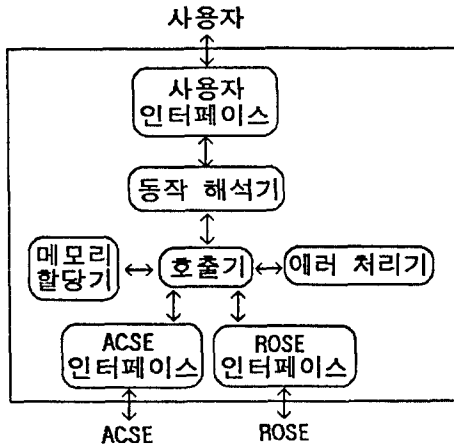 사용자
사용자
인터페이스
동작 해석기
메모리
할당기
호출기
애러 처리기
ACSE
인터페이스
ROSE
인터페이스
ACSE
ROSE